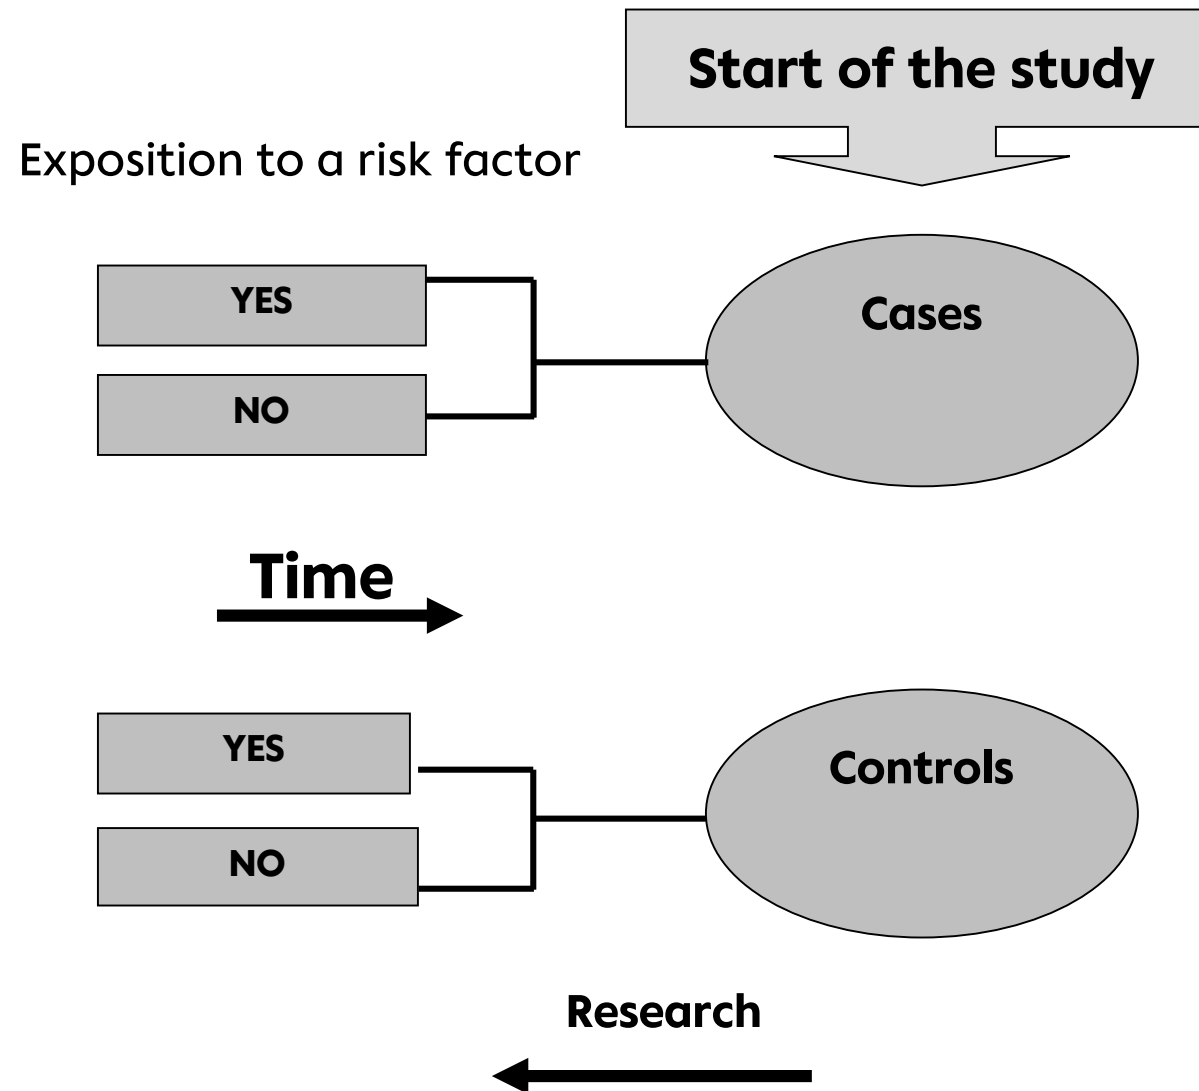 Start of the study
Exposition to a risk factor
YES
Cases
NO
Time
YES
Controls
NO
Research